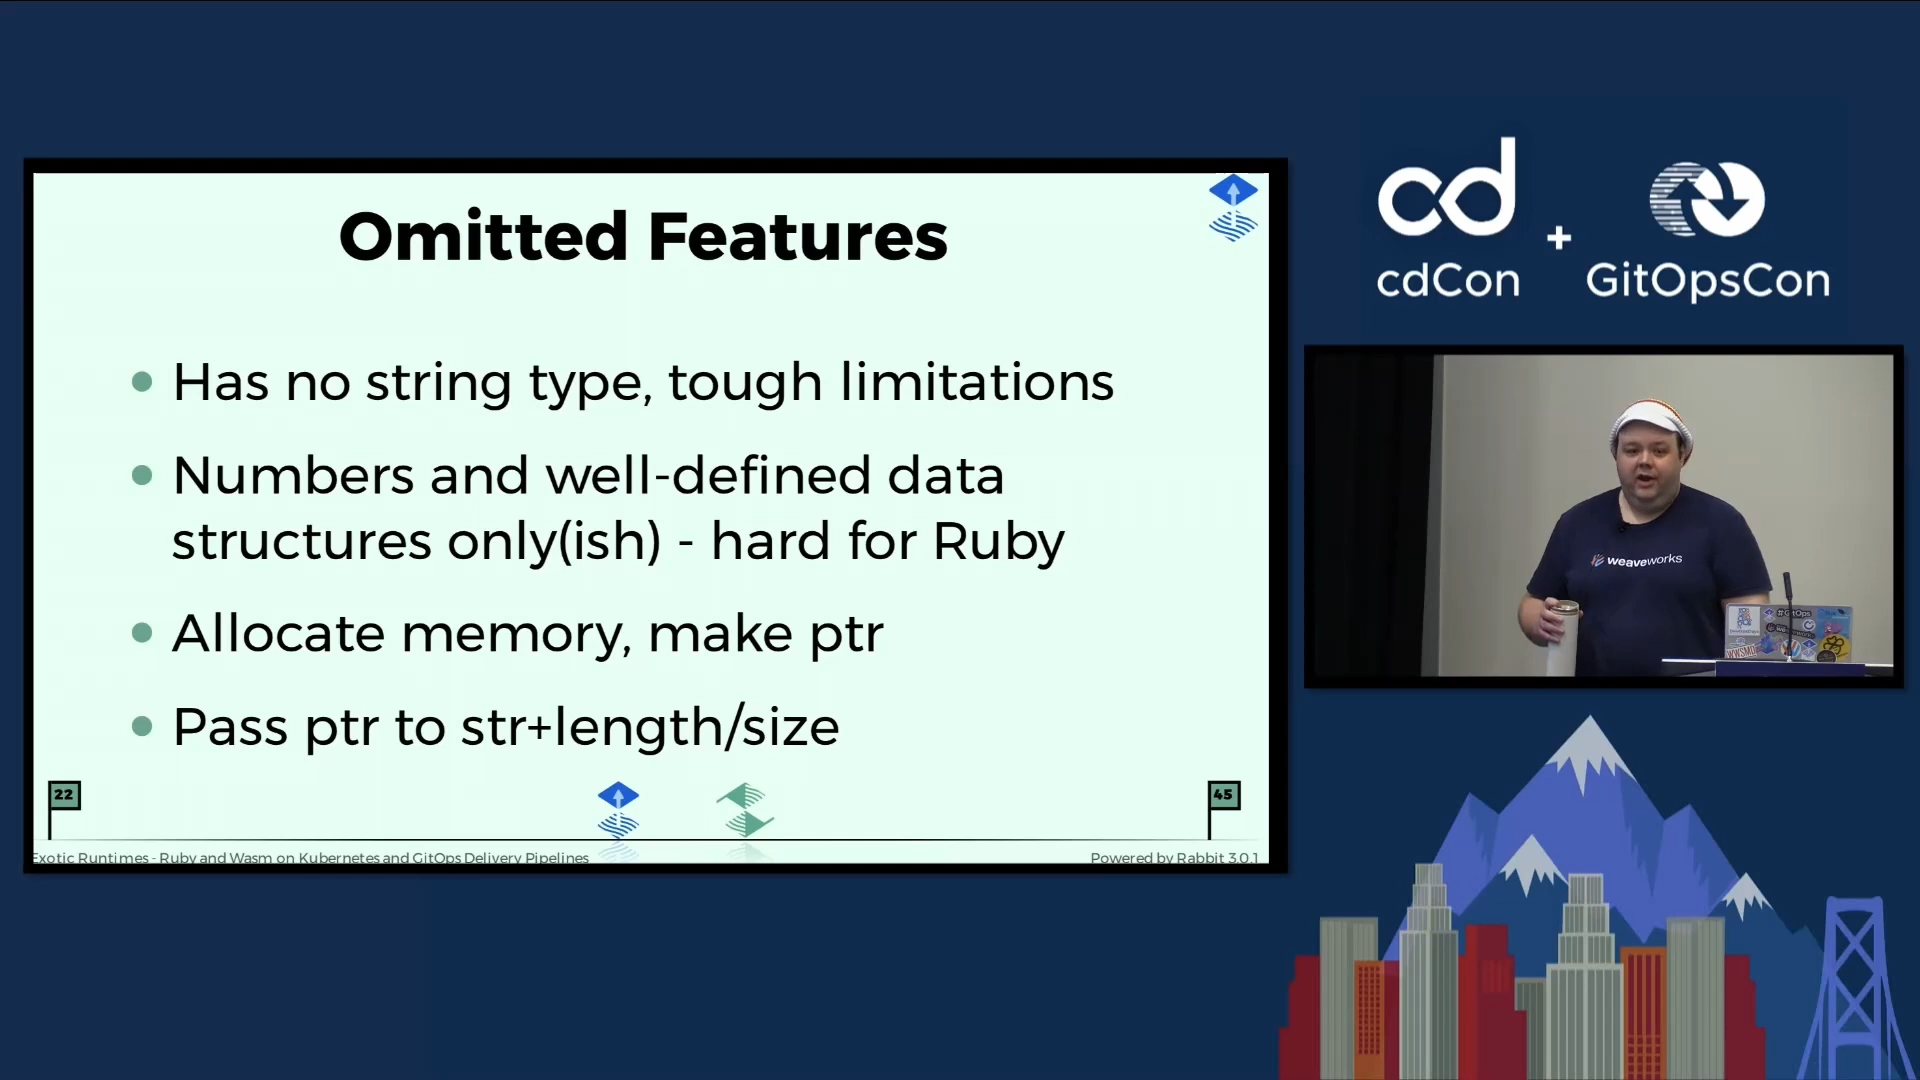 Omitted Features
Has no string type, tough limitations
Numbers and well-defined data
structures only(ish) - hard for Ruby
Allocate memory, make ptr
Pass ptr to str+length/size
22
45
Exotic Runtimes - Ruby and Wasm on Kubernetes and GitOps Delivery Pipelines
Powered by Rabbit 3.0.1
cd + 
cdCon
GitOpsCon
weaveworks
#GitOps